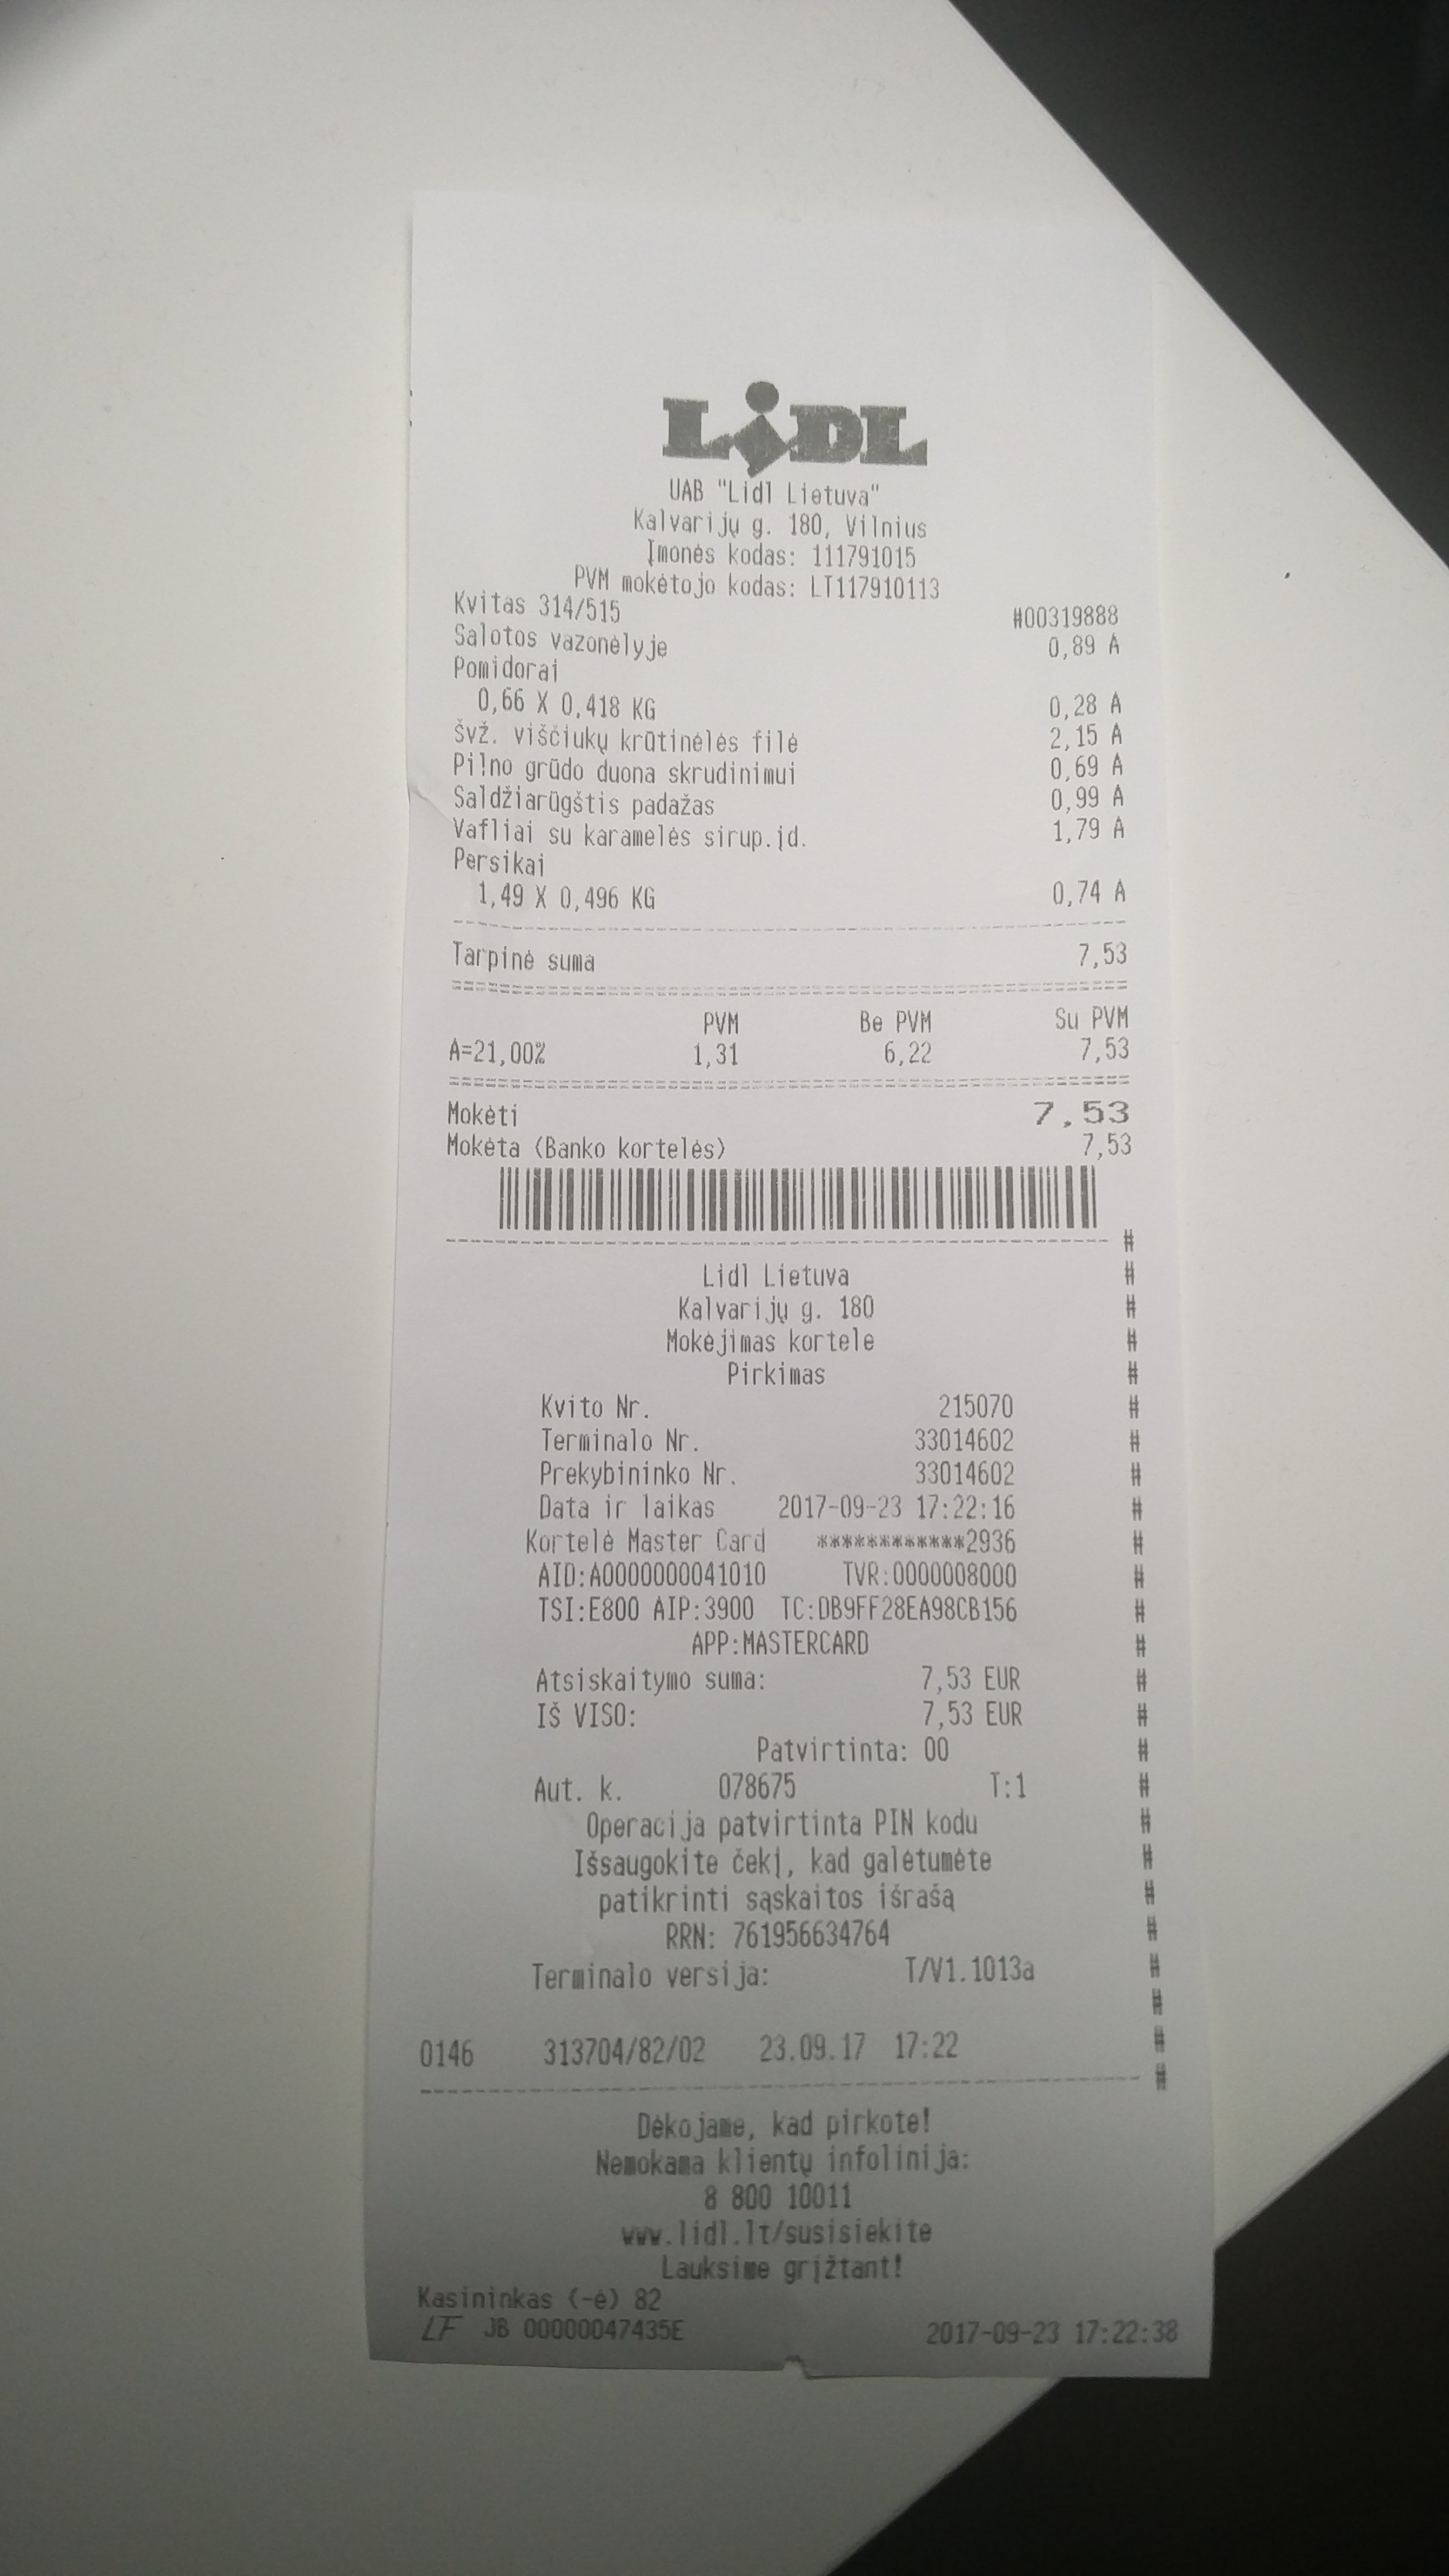 LiDL
UAB "Lidl Lietuva"
Kalvarijų g. 180, Vilnius
Įmonės kodas: 111791015
PVM mokėtojo kodas: LT117910113
Kvitas 314/515 #00319888
Salotos vazonėlyje 0,89 A
Pomidorai
0,66 X 0,418 KG 0,28 A
švž. viščiukų krūtinėlės filė 2,15 A
Pilno grūdo duona skrudinimui 0,69 A
Saldžiarūgštis padažas 0,99 A
Vafliai su karamelės sirup.įd. 1,79 A
Persikai
1,49 X 0,496 KG 0,74 A
Tarpinė suma 7,53
PVM Be PVM Su PVM
A=21,00% 1,31 6,22 7,53
Mokėti 7,53
Mokėta (Banko kortelės) 7,53
Lidl Lietuva
Kalvarijų g. 180
Mokėjimas kortele
Pirkimas
Kvito Nr. 215070
Terminalo Nr. 33014602
Prekybininko Nr. 33014602
Data ir laikas 2017-09-23 17:22:16
Kortelė Master Card ************2936
AID:A0000000041010 TVR:0000008000
TSI:E800 AIP:3900 TC:DB9FF28EA98CB156
APP:MASTERCARD
Atsiskaitymo suma: 7,53 EUR
IŠ VISO: 7,53 EUR
Patvirtinta: 00
Aut. k. 078675 T:1
Operacija patvirtinta PIN kodu
Išsaugokite čekį, kad galėtumėte
patikrinti sąskaitos išrašą
RRN: 761956634764
Terminalo versija: T/V1.1013a
0146 313704/82/02 23.09.17 17:22
Dėkojame, kad pirkote!
Nemokama klientų infolinija:
8 800 10011
www.lidl.lt/susisiekite
Lauksime grįžtant!
Kasininkas (-ė) 82
LF JB 00000047435E 2017-09-23 17:22:38